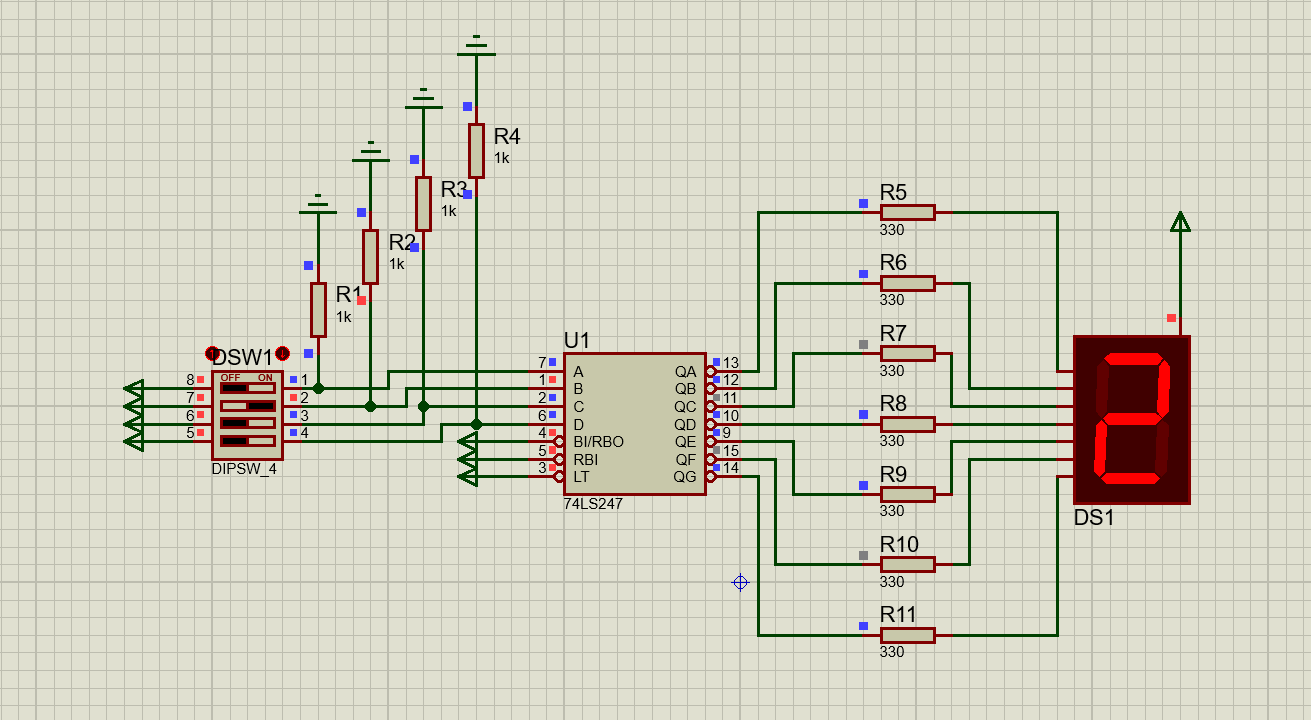 R4
1k
R3
1k
R2
1k
R1
1k
DSW1
OFF ON
8 1
7 2
6 3
5 4
DIPSW_4
U1
7 A QA 13
1 B QB 12
2 C QC 11
6 D QD 10
4 BI/RBO QE 9
5 RBI QF 15
3 LT QG 14
74LS247
R5
330
R6
330
R7
330
R8
330
R9
330
R10
330
R11
330
2
DS1